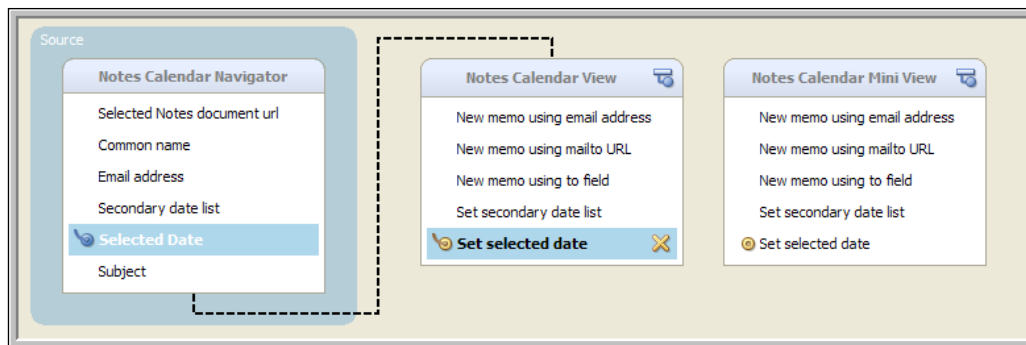 Source
Notes Calendar Navigator
Selected Notes document url
Common name
Email address
Secondary date list
Selected Date
Subject
Notes Calendar View
New memo using email address
New memo using mailto URL
New memo using to field
Set secondary date list
Set selected date
Notes Calendar Mini View
New memo using email address
New memo using mailto URL
New memo using to field
Set secondary date list
Set selected date